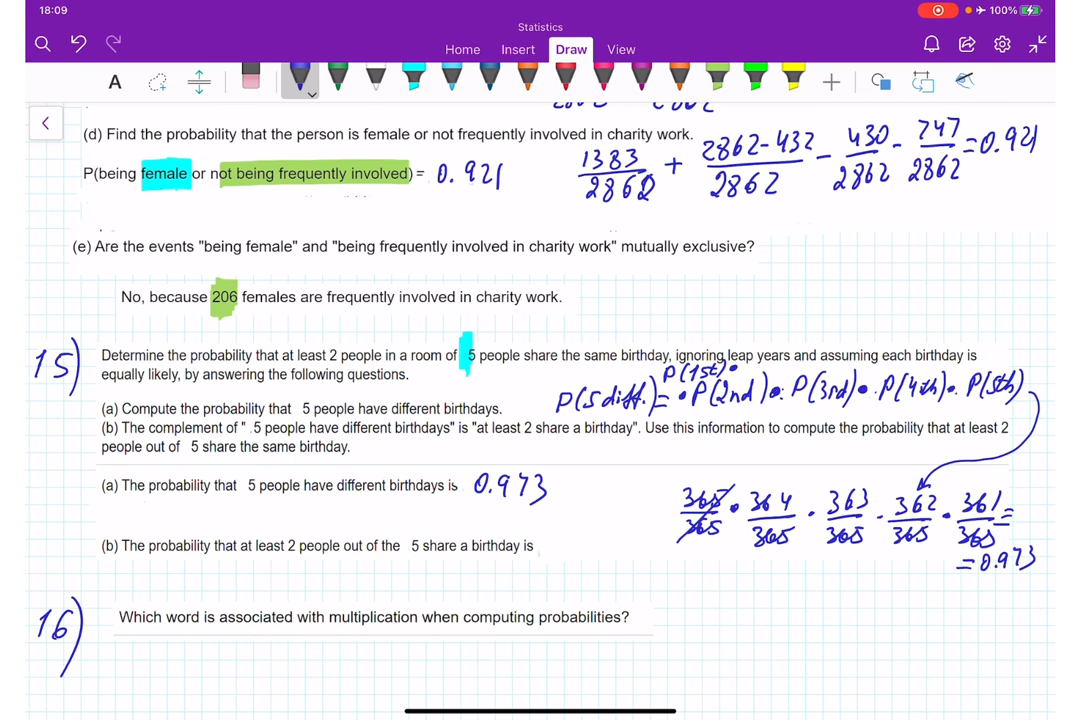 18:09
100%
Statistics
Home Insert Draw View
A
(d) Find the probability that the person is female or not frequently involved in charity work.
P(being female or not being frequently involved) = 0.921
1383/2862 + 2862-432/2862 - 430/2862 - 747/2862 = 0.921
(e) Are the events "being female" and "being frequently involved in charity work" mutually exclusive?
No, because 206 females are frequently involved in charity work.
15)
Determine the probability that at least 2 people in a room of 5 people share the same birthday, ignoring leap years and assuming each birthday is
equally likely, by answering the following questions.
P(5 diff.) = P(1st) • P(2nd) • P(3rd) • P(4th) • P(5th)
(a) Compute the probability that 5 people have different birthdays.
(b) The complement of " 5 people have different birthdays" is "at least 2 share a birthday". Use this information to compute the probability that at least 2
people out of 5 share the same birthday.
(a) The probability that 5 people have different birthdays is 0.973
365/365 • 364/365 • 363/365 • 362/365 • 361/365 =
= 0.973
(b) The probability that at least 2 people out of the 5 share a birthday is
16)
Which word is associated with multiplication when computing probabilities?